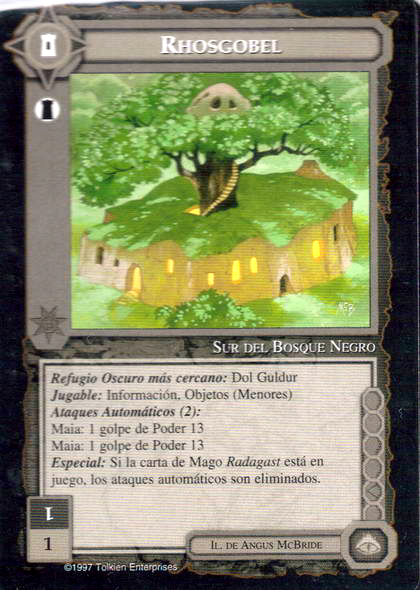 RHOSGOBEL
MCB
SUR DEL BOSQUE NEGRO
Refugio Oscuro más cercano: Dol Guldur
Jugable: Información, Objetos (Menores)
Ataques Automáticos (2):
Maia: 1 golpe de Poder 13
Maia: 1 golpe de Poder 13
Especial: Si la carta de Mago Radagast está en
juego, los ataques automáticos son eliminados.
1
1
IL. DE ANGUS MCBRIDE
©1997 Tolkien Enterprises